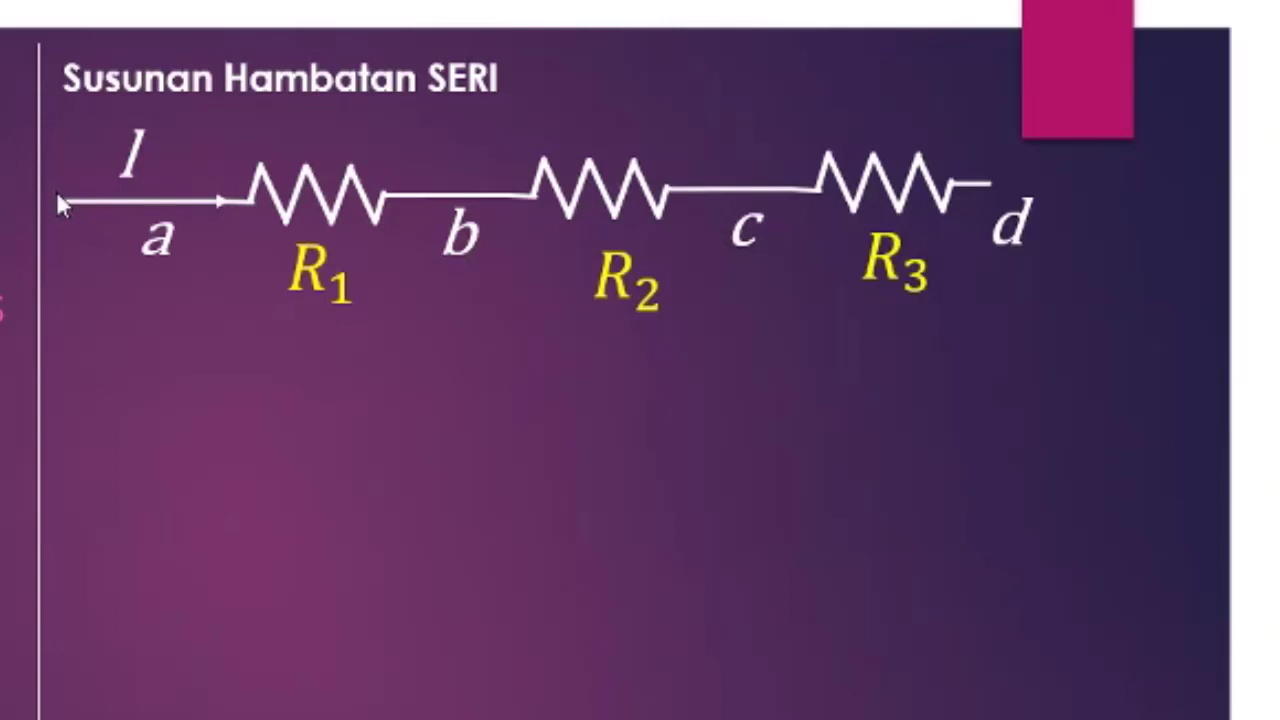 Susunan Hambatan SERI
I
a b c d
R₁ R₂ R₃